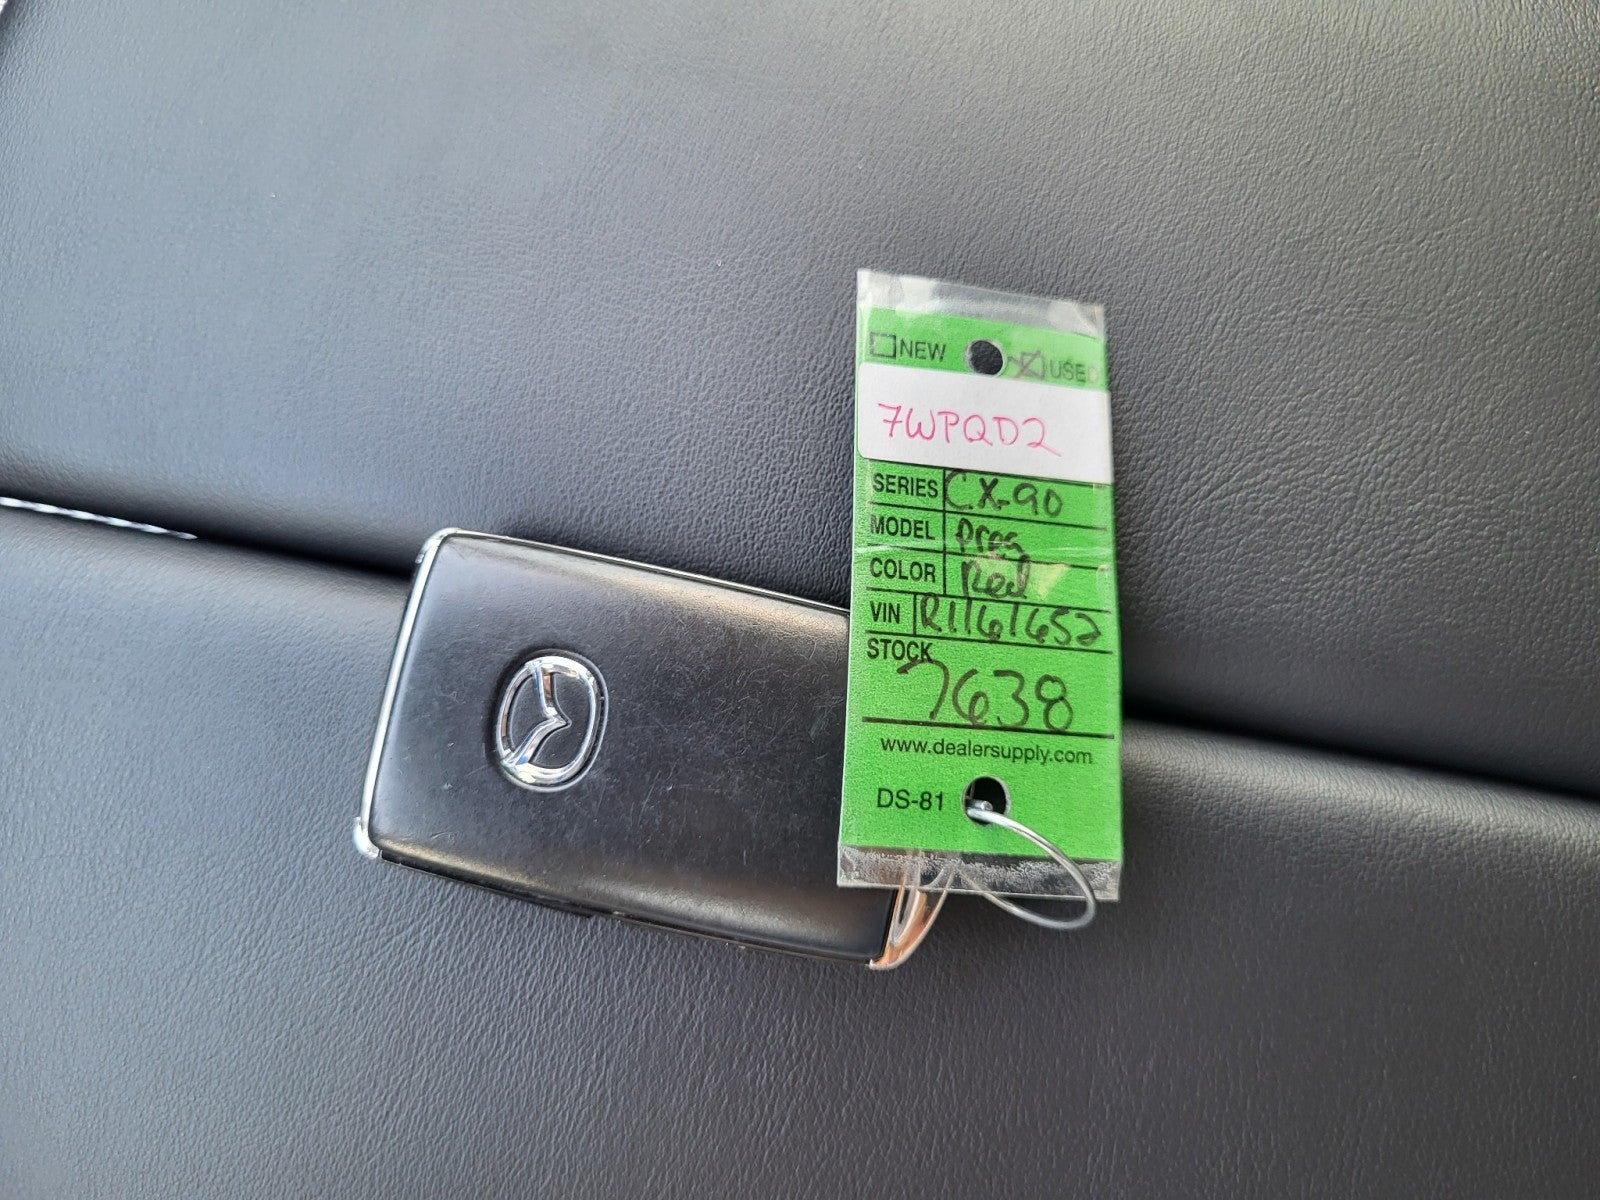 NEW USED
7WPQD2
SERIES CX-90
MODEL Pres
COLOR Red
VIN R1161652
STOCK
7638
www.dealersupply.com
DS-81